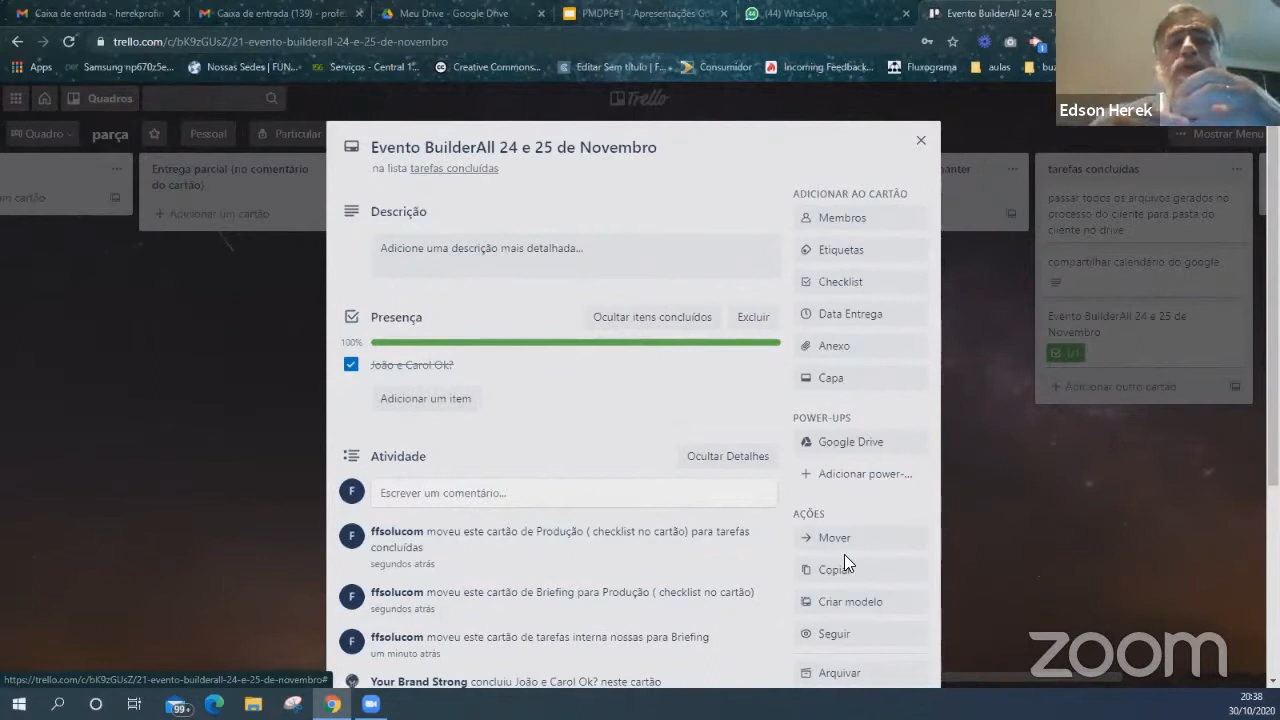 Caixa de entrada - herekprofin
Caixa de entrada (139) - profe
Meu Drive - Google Drive
PMDPE#1 - Apresentações Go
(44) WhatsApp
Evento BuilderAll 24 e 25 d
trello.com/c/bK9zGUsZ/21-evento-builderall-24-e-25-de-novembro
Apps
Samsung np670z5e...
Nossas Sedes | FUN...
Serviços - Central 1...
Creative Commons...
Editar Sem título | F...
Consumidor
Incoming Feedback...
Fluxograma
aulas
Edson Herek
Quadros
Trello
Quadro
parça
Pessoal
Particular
Mostrar Menu
Entrega parcial (no comentário
do cartão)
+ Adicionar um cartão
um cartão
Evento BuilderAll 24 e 25 de Novembro
na lista tarefas concluídas
Descrição
Adicione uma descrição mais detalhada...
Presença
Ocultar itens concluídos
Excluir
100%
João e Carol Ok?
Adicionar um item
Atividade
Ocultar Detalhes
F
Escrever um comentário...
F
ffsolucom moveu este cartão de Produção ( checklist no cartão) para tarefas
concluídas
segundos atrás
F
ffsolucom moveu este cartão de Briefing para Produção ( checklist no cartão)
segundos atrás
F
ffsolucom moveu este cartão de tarefas interna nossas para Briefing
um minuto atrás
Your Brand Strong concluiu João e Carol Ok? neste cartão
ADICIONAR AO CARTÃO
Membros
Etiquetas
Checklist
Data Entrega
Anexo
Capa
POWER-UPS
Google Drive
+ Adicionar power-...
AÇÕES
Mover
Copiar
Criar modelo
Seguir
Arquivar
tarefas concluídas
passar todos os arquivos gerados no
processo do cliente para pasta do
cliente no drive
compartilhar calendario do google
Evento BuilderAll 24 e 25 de
Novembro
1/1
+ Adicionar outro cartão
zoom
https://trello.com/c/bK9zGUsZ/21-evento-builderall-24-e-25-de-novembro#
99+
20:38
30/10/2020